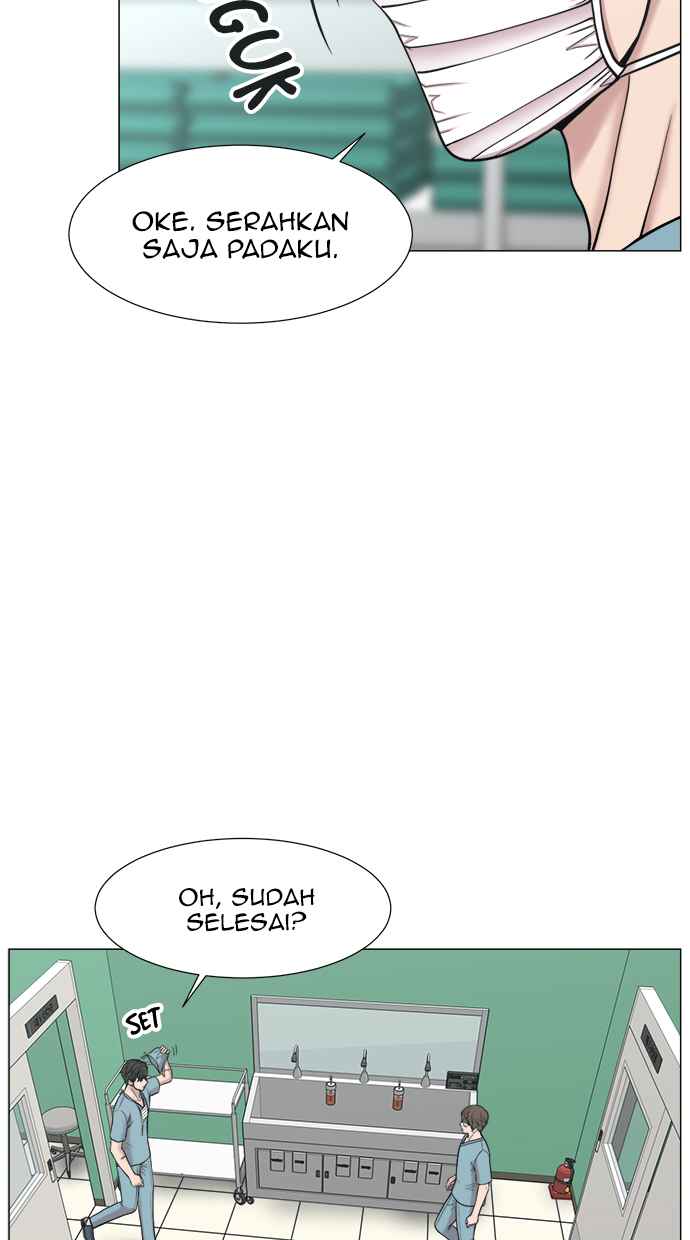 GUK
OKE. SERAHKAN
SAJA PADAKU.
OH, SUDAH
SELESAI?
SET